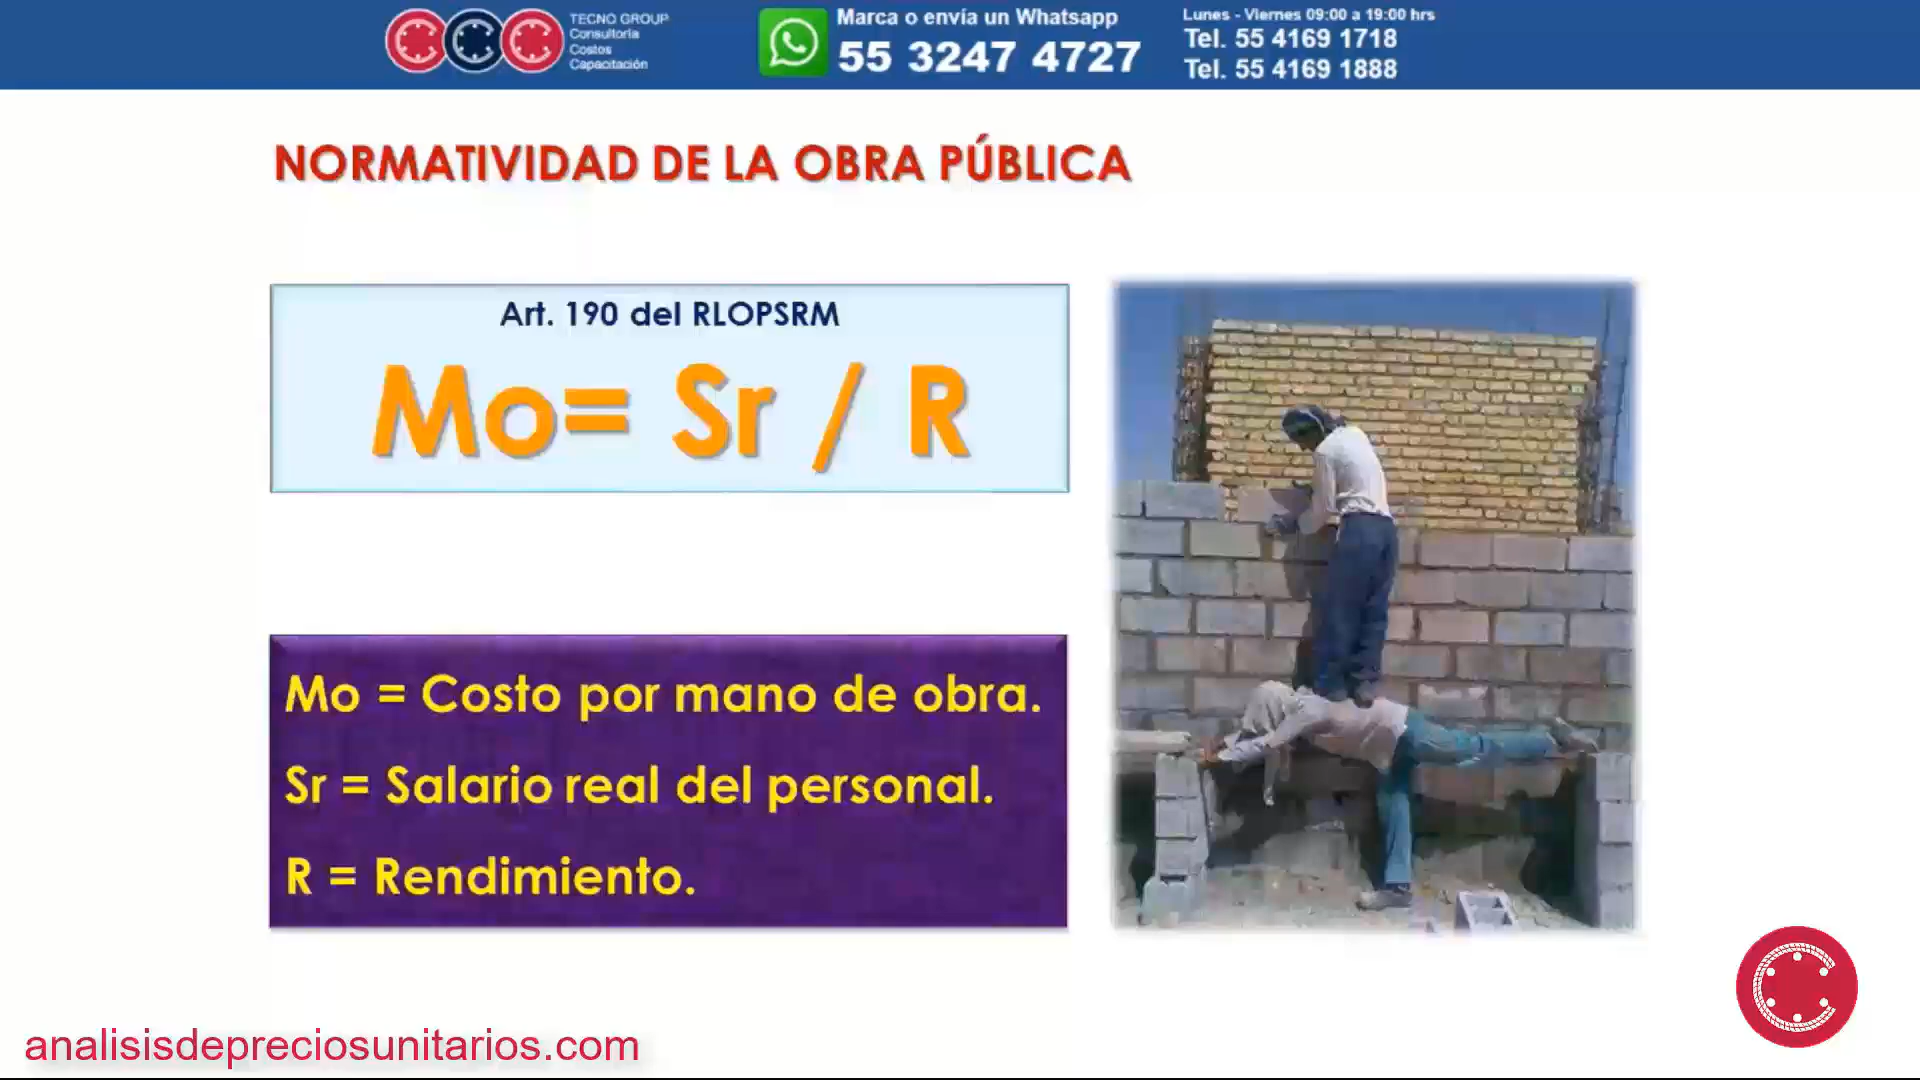 TECNO GROUP
Consultoría
Costos
Capacitación
Marca o envía un Whatsapp
55 3247 4727
Lunes - Viernes 09:00 a 19:00 hrs
Tel. 55 4169 1718
Tel. 55 4169 1888
NORMATIVIDAD DE LA OBRA PÚBLICA
Art. 190 del RLOPSRM
Mo= Sr / R
Mo = Costo por mano de obra.
Sr = Salario real del personal.
R = Rendimiento.
analisisdepreciosunitarios.com